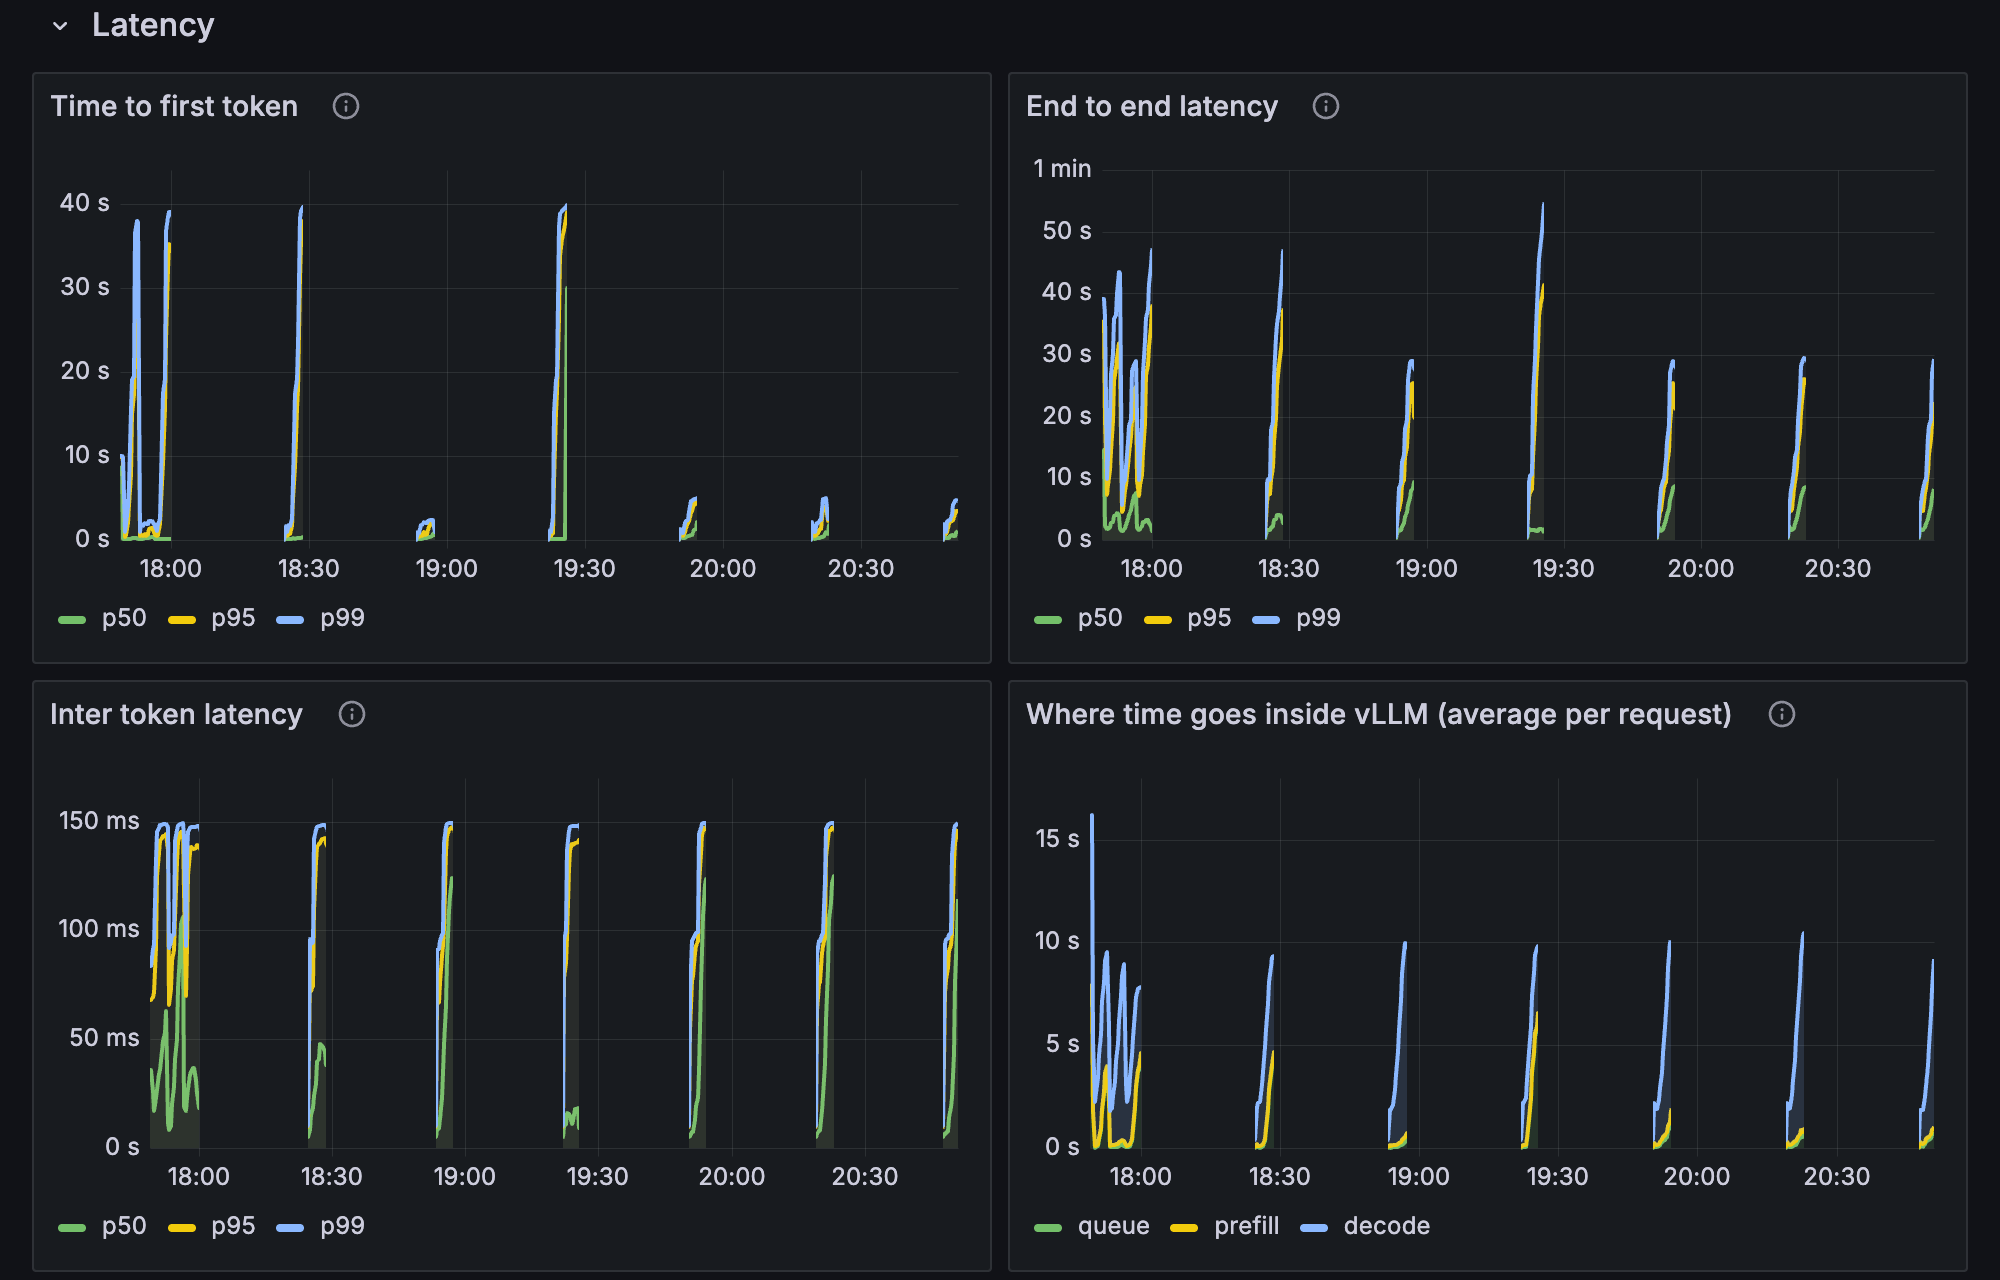 Latency
Time to first token
40 s
30 s
20 s
10 s
0 s
18:00 18:30 19:00 19:30 20:00 20:30
p50 p95 p99
End to end latency
1 min
50 s
40 s
30 s
20 s
10 s
0 s
18:00 18:30 19:00 19:30 20:00 20:30
p50 p95 p99
Inter token latency
150 ms
100 ms
50 ms
0 s
18:00 18:30 19:00 19:30 20:00 20:30
p50 p95 p99
Where time goes inside vLLM (average per request)
15 s
10 s
5 s
0 s
18:00 18:30 19:00 19:30 20:00 20:30
queue prefill decode